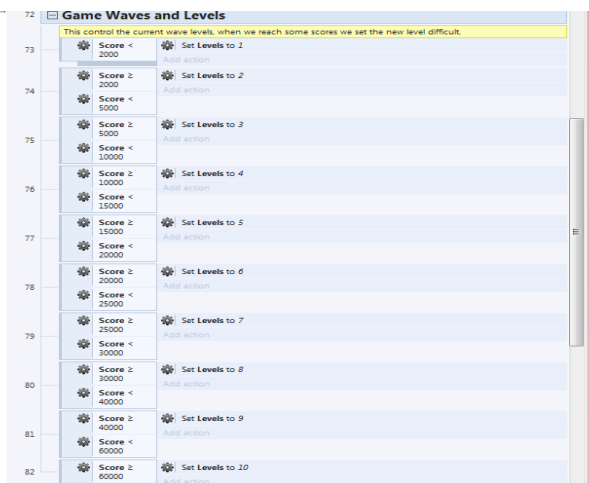 72 Game Waves and Levels
This control the current wave levels, when we reach some scores we set the new level difficult.
73 Score < Set Levels to 1
2000 Add action
Score ≥ Set Levels to 2
2000 Add action
74 Score <
5000
Score ≥ Set Levels to 3
5000 Add action
75 Score <
10000
Score ≥ Set Levels to 4
10000 Add action
76 Score <
15000
Score ≥ Set Levels to 5
15000 Add action
77 Score <
20000
Score ≥ Set Levels to 6
20000 Add action
78 Score <
25000
Score ≥ Set Levels to 7
25000 Add action
79 Score <
30000
Score ≥ Set Levels to 8
30000 Add action
80 Score <
40000
Score ≥ Set Levels to 9
40000 Add action
81 Score <
60000
82 Score ≥ Set Levels to 10
60000 Add action